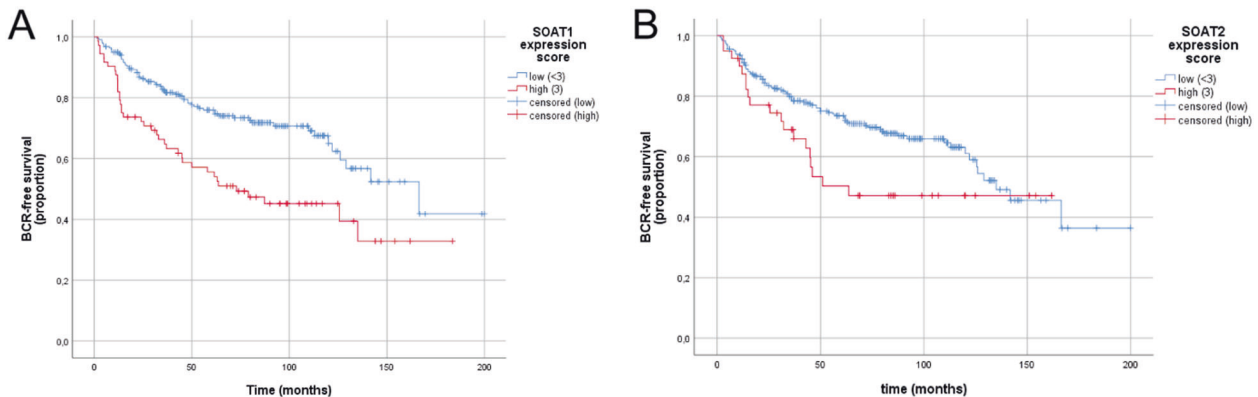 A
SOAT1
expression
score
low (<3)
high (3)
censored (low)
censored (high)
1,0
0,8
0,6
0,4
0,2
0,0
BCR-free survival
(proportion)
0
50
100
150
200
Time (months)
B
SOAT2
expression
score
low (<3)
high (3)
censored (low)
censored (high)
1,0
0,8
0,6
0,4
0,2
0,0
BCR-free survival
(proportion)
0
50
100
150
200
time (months)